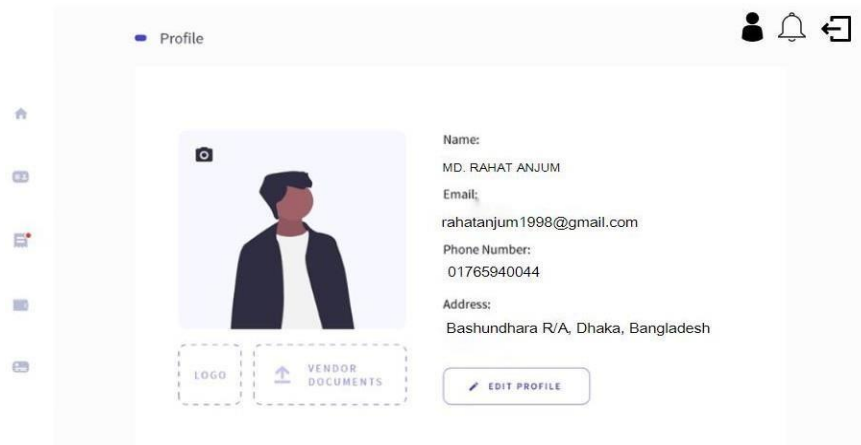 Profile
Name:
MD. RAHAT ANJUM
Email:
rahatanjum1998@gmail.com
Phone Number:
01765940044
Address:
Bashundhara R/A, Dhaka, Bangladesh
LOGO
VENDOR
DOCUMENTS
EDIT PROFILE